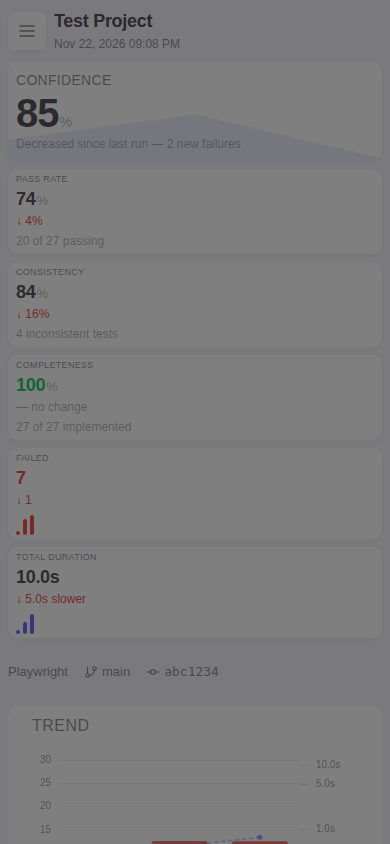 Test Project
Nov 22, 2026 09:08 PM
CONFIDENCE
85%
Decreased since last run — 2 new failures
PASS RATE
74%
↓ 4%
20 of 27 passing
CONSISTENCY
84%
↓ 16%
4 inconsistent tests
COMPLETENESS
100%
— no change
27 of 27 implemented
FAILED
7
↓ 1
TOTAL DURATION
10.0s
↓ 5.0s slower
Playwright main abc1234
TREND
30 10.0s
25 5.0s
20
15 1.0s